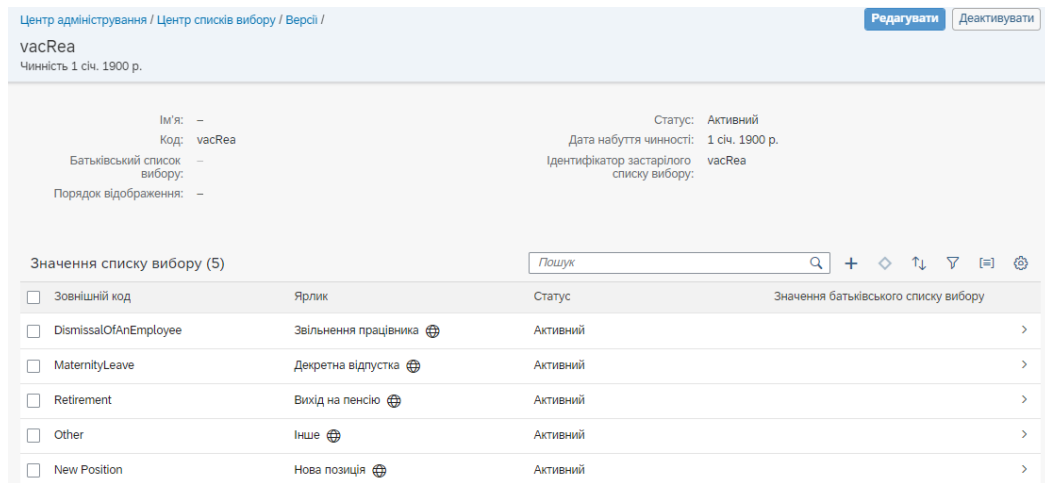 Центр адміністрування / Центр списків вибору / Версії /
Редагувати
Деактивувати
vacRea
Чинність 1 січ. 1900 р.
Ім'я: –
Статус: Активний
Код: vacRea
Дата набуття чинності: 1 січ. 1900 р.
Батьківський список –
вибору:
Ідентифікатор застарілого vacRea
списку вибору:
Порядок відображення: –
Значення списку вибору (5)
Пошук
Зовнішній код Ярлик Статус Значення батьківського списку вибору
DismissalOfAnEmployee Звільнення працівника Активний
MaternityLeave Декретна відпустка Активний
Retirement Вихід на пенсію Активний
Other Інше Активний
New Position Нова позиція Активний